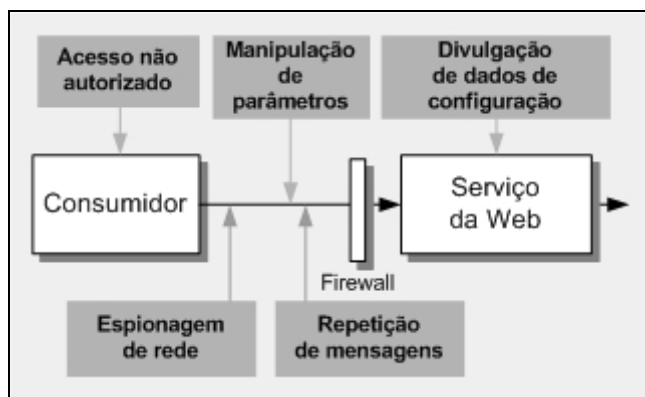 Acesso não
autorizado
Manipulação
de
parâmetros
Divulgação
de dados de
configuração
Consumidor
Serviço
da Web
Firewall
Espionagem
de rede
Repetição
de mensagens